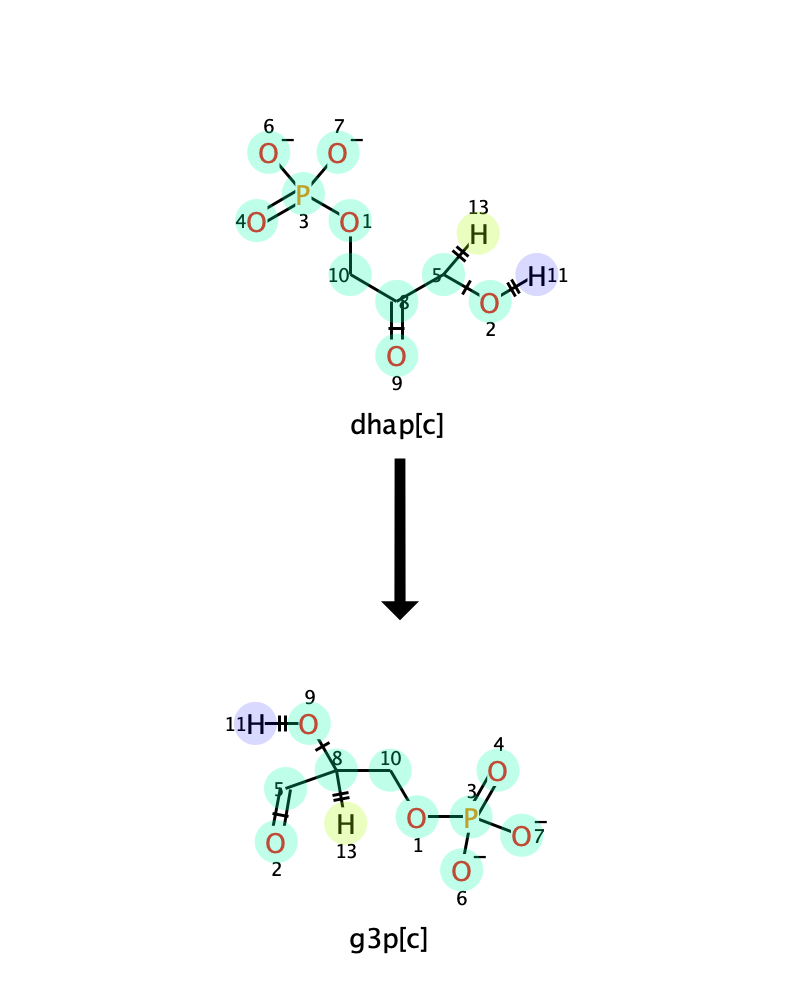 6 7
O− O−
P 13
4 O 3 O 1 H
10 5 H 11
8 O
2
O
9
dhap[c]
9
11 H O 8 10 4
5 3 O
H O P O− 7
O 13 1
2 O−
6
g3p[c]